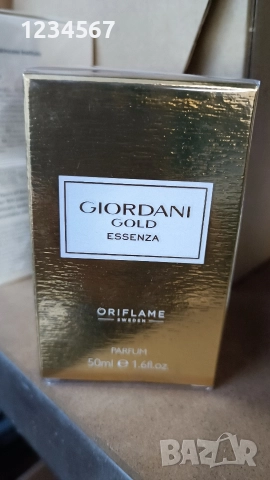 1234567
GIORDANI
GOLD
ESSENZA
ORIFLAME
SWEDEN
PARFUM
50ml e 1.6fl.oz
bazar